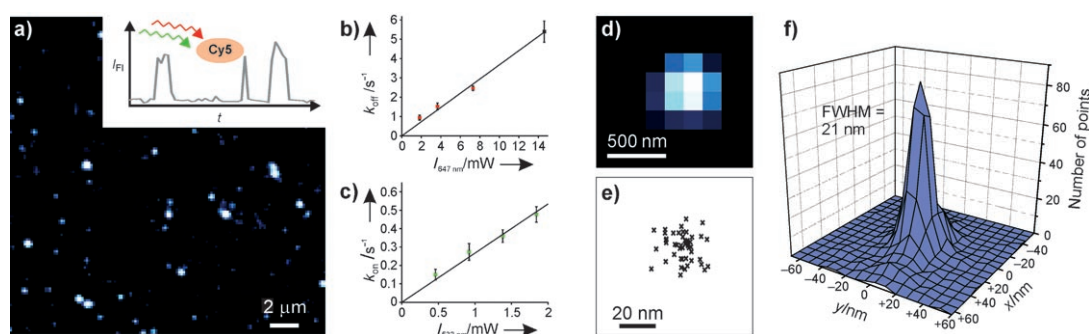 a)
Cy5
I_Fl
t
2 μm
b)
6
5
4
3
2
1
0
k_off /s⁻¹
0 2 4 6 8 10 12 14
I_647 nm/mW
c)
0.6
0.5
0.4
0.3
0.2
0.1
0.0
k_on /s⁻¹
0 0.5 1 1.5 2
/mW
d)
500 nm
e)
20 nm
f)
FWHM =
21 nm
80
60
40
20
0
Number of points
−60 −40 −20 0 +20 +40 +60
y/nm
−40
−20
0
+20
+40
+60
x/nm